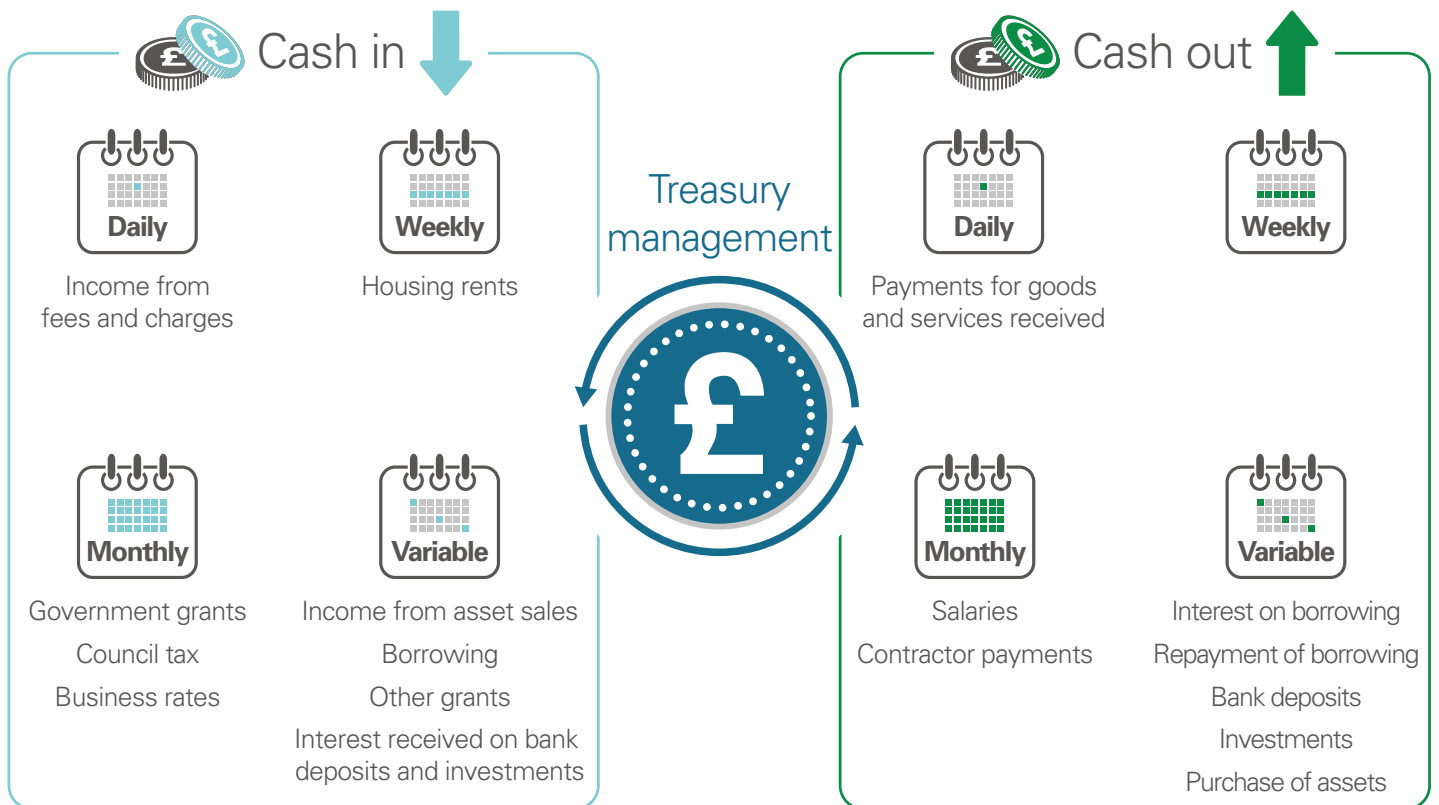 £ £ Cash in
Daily
Income from
fees and charges
Weekly
Housing rents
Monthly
Government grants
Council tax
Business rates
Variable
Income from asset sales
Borrowing
Other grants
Interest received on bank
deposits and investments
Treasury
management
£
£ £ Cash out
Daily
Payments for goods
and services received
Weekly
Monthly
Salaries
Contractor payments
Variable
Interest on borrowing
Repayment of borrowing
Bank deposits
Investments
Purchase of assets